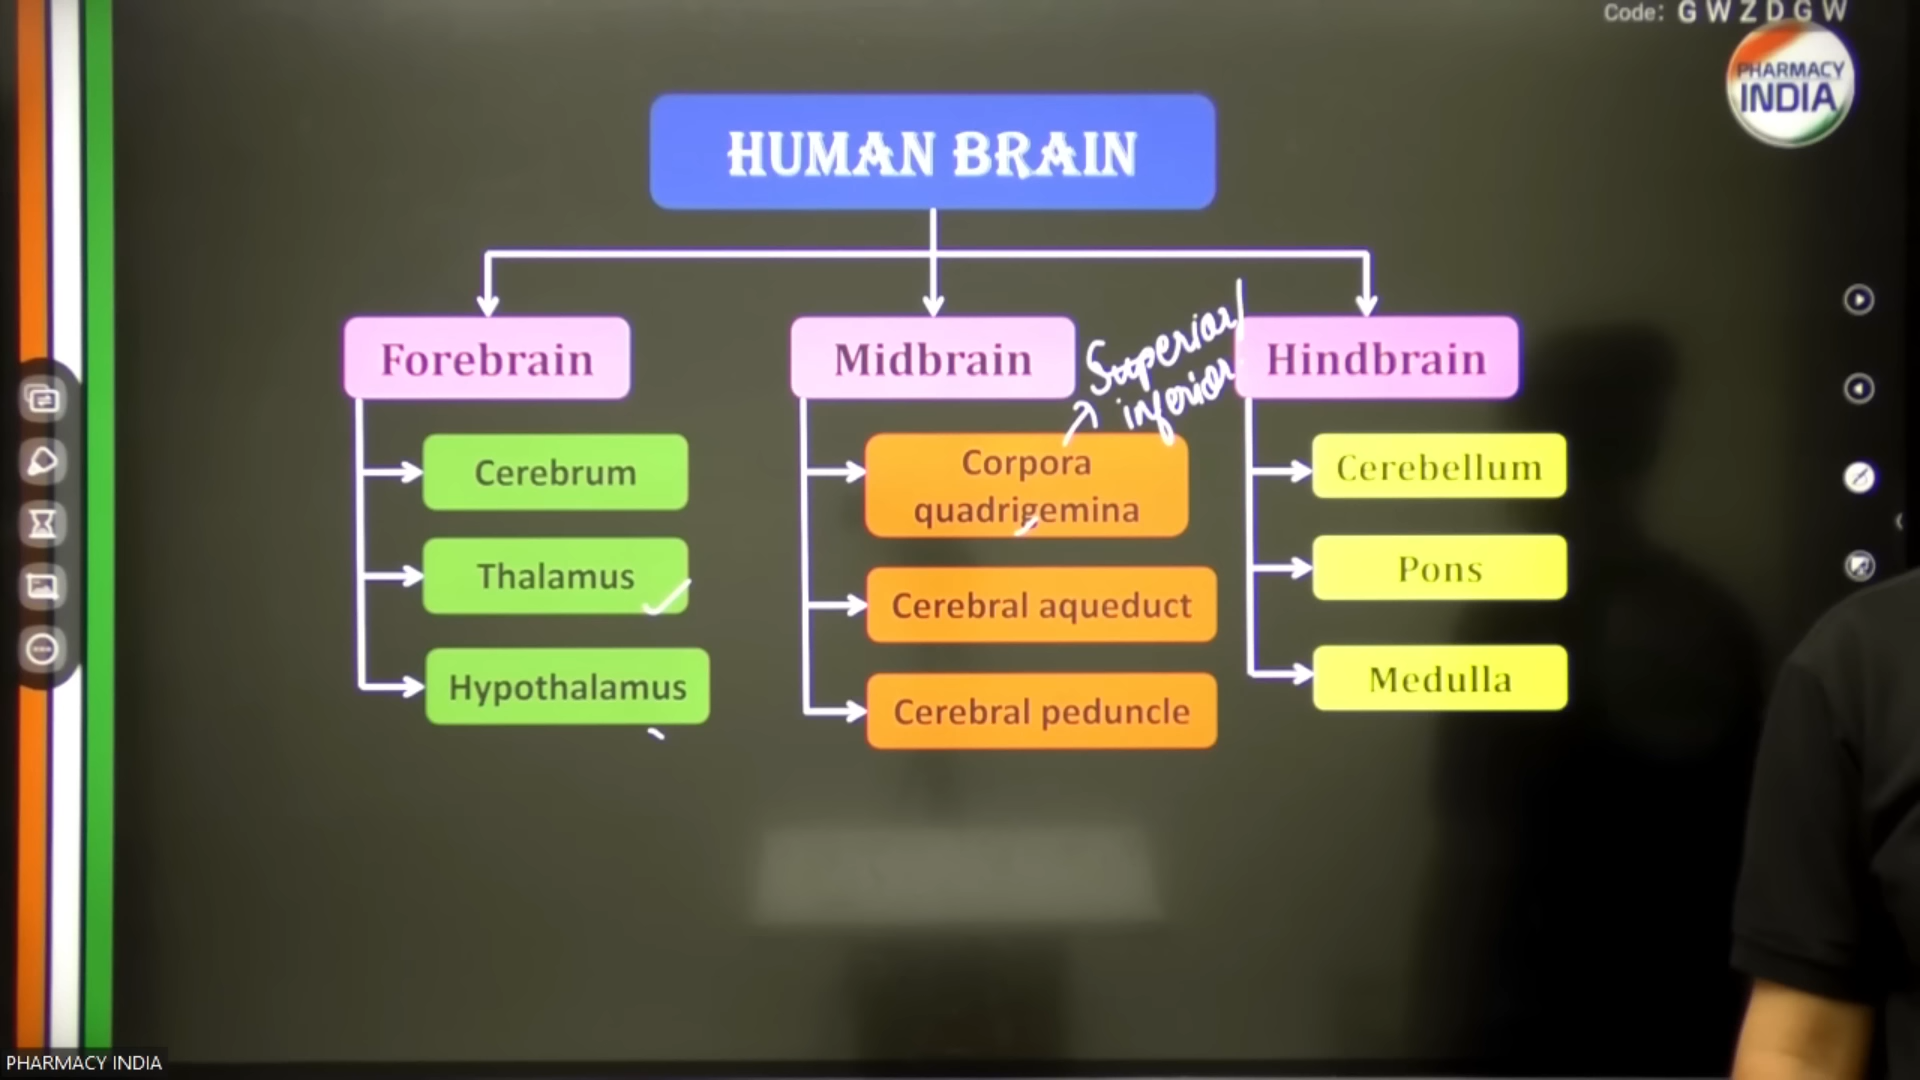 Code: G W Z D G W
PHARMACY
INDIA
HUMAN BRAIN
Forebrain
Midbrain
Superior/
inferior
Hindbrain
Cerebrum
Thalamus
Hypothalamus
Corpora
quadrigemina
Cerebral aqueduct
Cerebral peduncle
Cerebellum
Pons
Medulla
PHARMACY INDIA